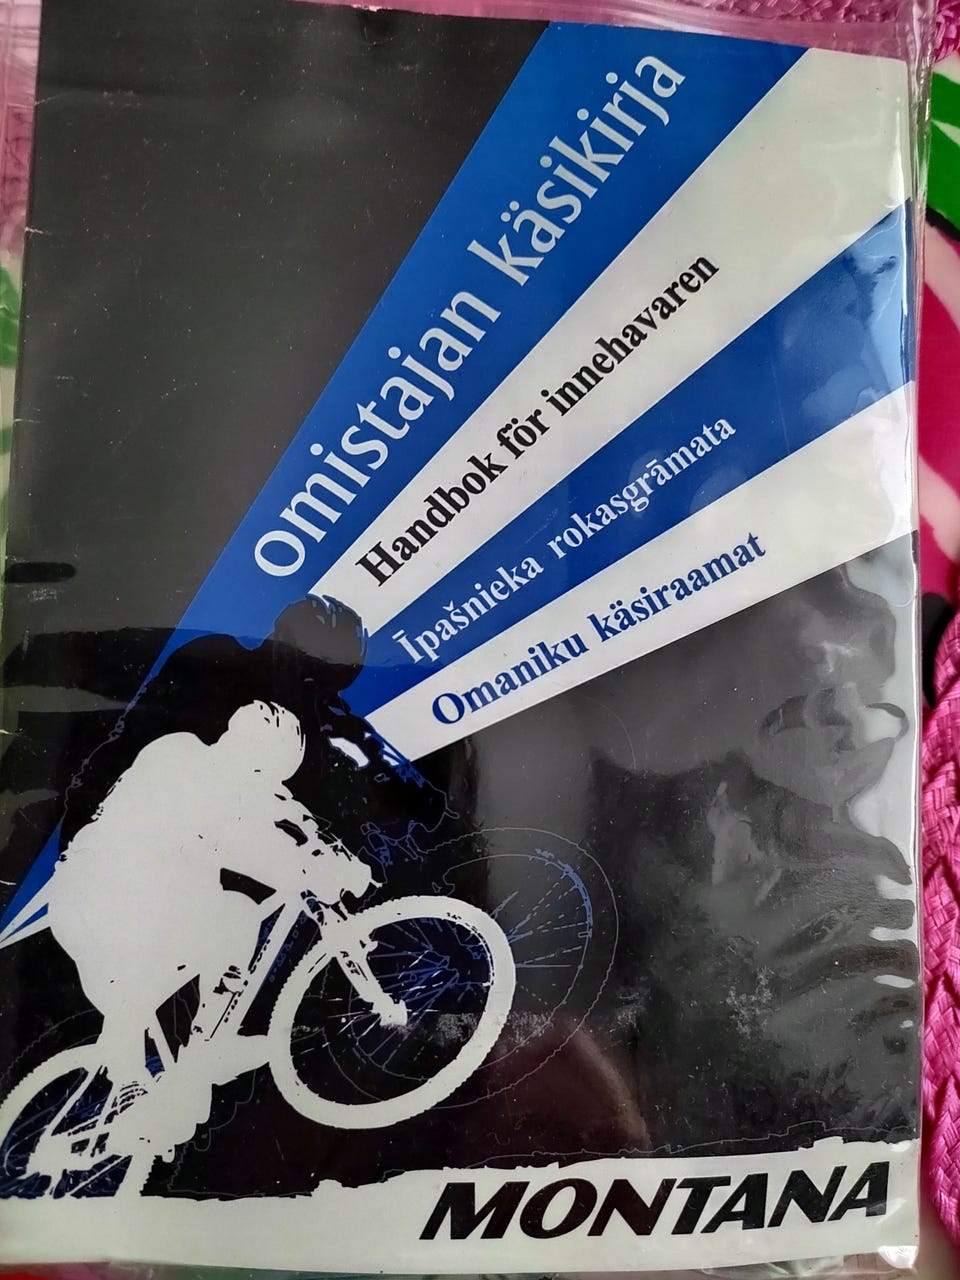 Omistajan käsikirja
Handbok för innehavaren
Īpašnieka rokasgrāmata
Omaniku käsiraamat
MONTANA